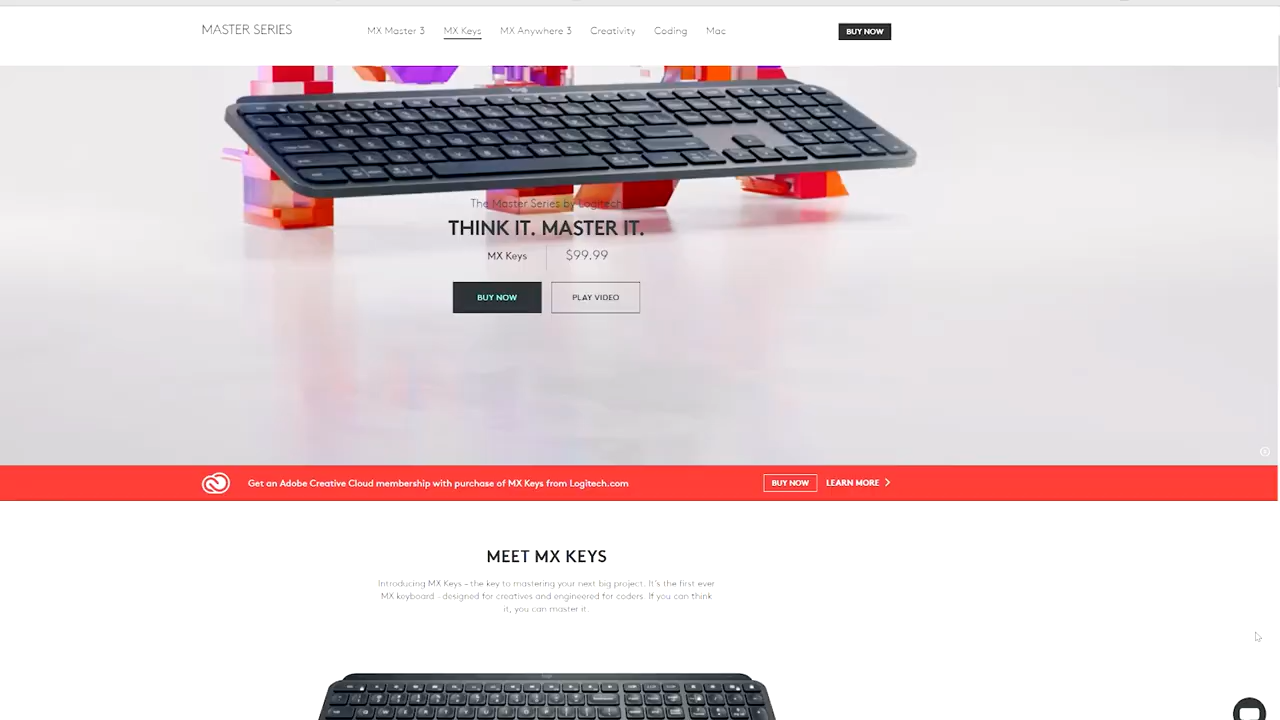 MASTER SERIES
MX Master 3
MX Keys
MX Anywhere 3
Creativity
Coding
Mac
BUY NOW
logi
The Master Series by Logitech
THINK IT. MASTER IT.
MX Keys
$99.99
BUY NOW
PLAY VIDEO
Get an Adobe Creative Cloud membership with purchase of MX Keys from Logitech.com
BUY NOW
LEARN MORE
MEET MX KEYS
Introducing MX Keys – the key to mastering your next big project. It's the first ever
MX keyboard - designed for creatives and engineered for coders. If you can think
it, you can master it.